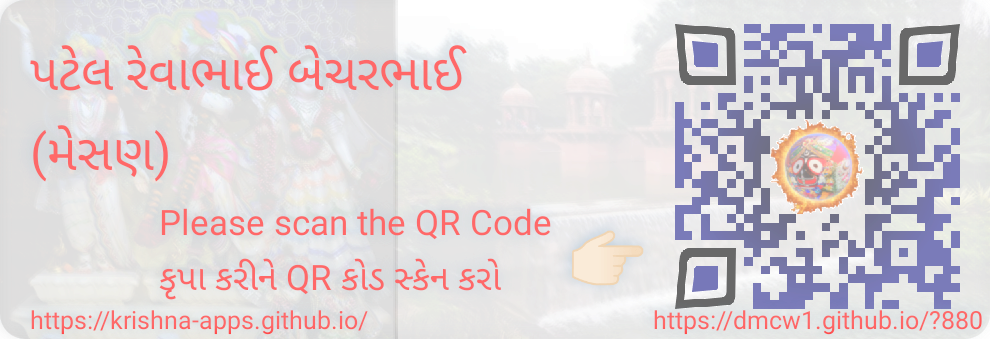 પટેલ રેવાભાઈ બેચરભાઈ
(મેસણ)
Please scan the QR Code
કૃપા કરીને QR કોડ સ્કેન કરો
https://krishna-apps.github.io/
https://dmcw1.github.io/?880